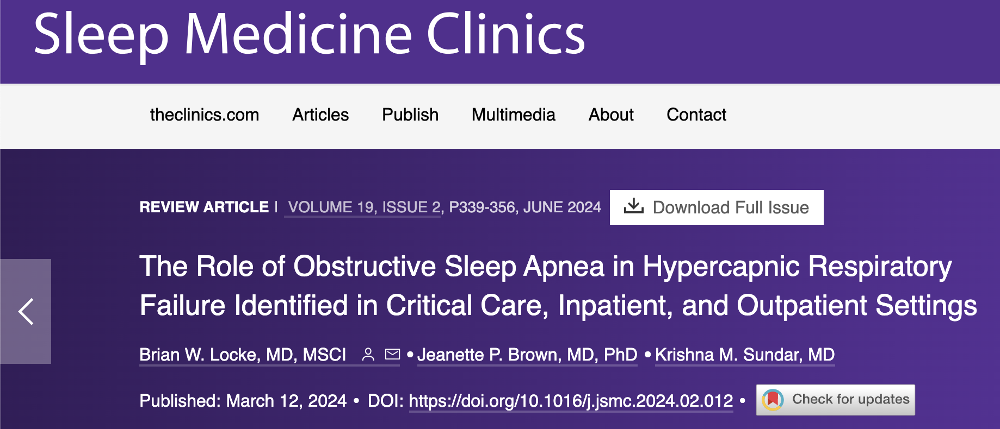 Sleep Medicine Clinics
theclinics.com Articles Publish Multimedia About Contact
REVIEW ARTICLE | VOLUME 19, ISSUE 2, P339-356, JUNE 2024 Download Full Issue
The Role of Obstructive Sleep Apnea in Hypercapnic Respiratory
Failure Identified in Critical Care, Inpatient, and Outpatient Settings
Brian W. Locke, MD, MSCI • Jeanette P. Brown, MD, PhD • Krishna M. Sundar, MD
Published: March 12, 2024 • DOI: https://doi.org/10.1016/j.jsmc.2024.02.012 • Check for updates